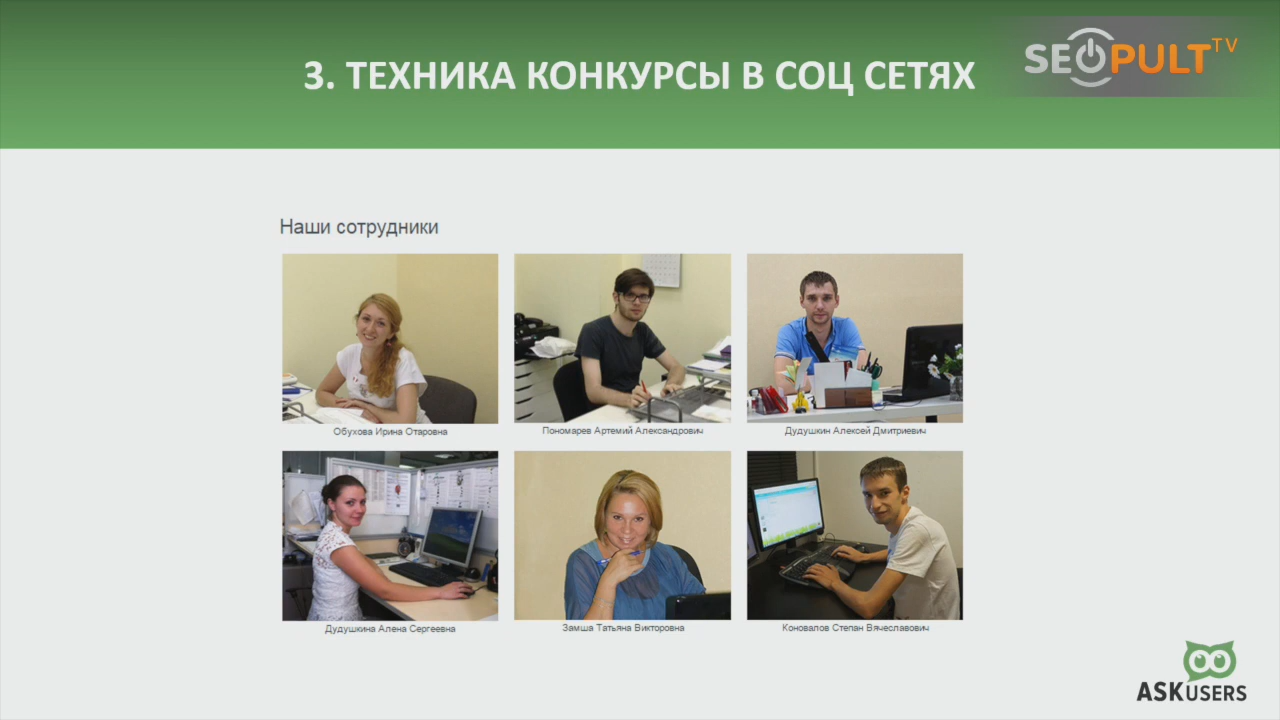 3. ТЕХНИКА КОНКУРСЫ В СОЦ СЕТЯХ
SEOPULT TV
Наши сотрудники
Обухова Ирина Отаровна
Пономарев Артемий Александрович
Дудушкин Алексей Дмитриевич
Дудушкина Алена Сергеевна
Замша Татьяна Викторовна
Коновалов Степан Вячеславович
ASKUSERS